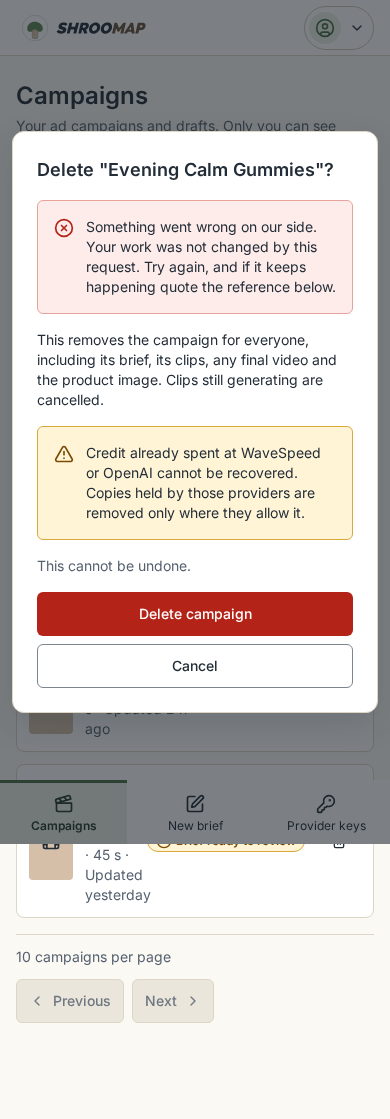 SHROOMAP
Campaigns
Your ad campaigns and drafts. Only you can see
Delete "Evening Calm Gummies"?
Something went wrong on our side.
Your work was not changed by this
request. Try again, and if it keeps
happening quote the reference below.
This removes the campaign for everyone,
including its brief, its clips, any final video and
the product image. Clips still generating are
cancelled.
Credit already spent at WaveSpeed
or OpenAI cannot be recovered.
Copies held by those providers are
removed only where they allow it.
This cannot be undone.
Delete campaign
Cancel
ago
Campaigns
New brief
Provider keys
· 45 s ·
Updated
yesterday
10 campaigns per page
Previous
Next